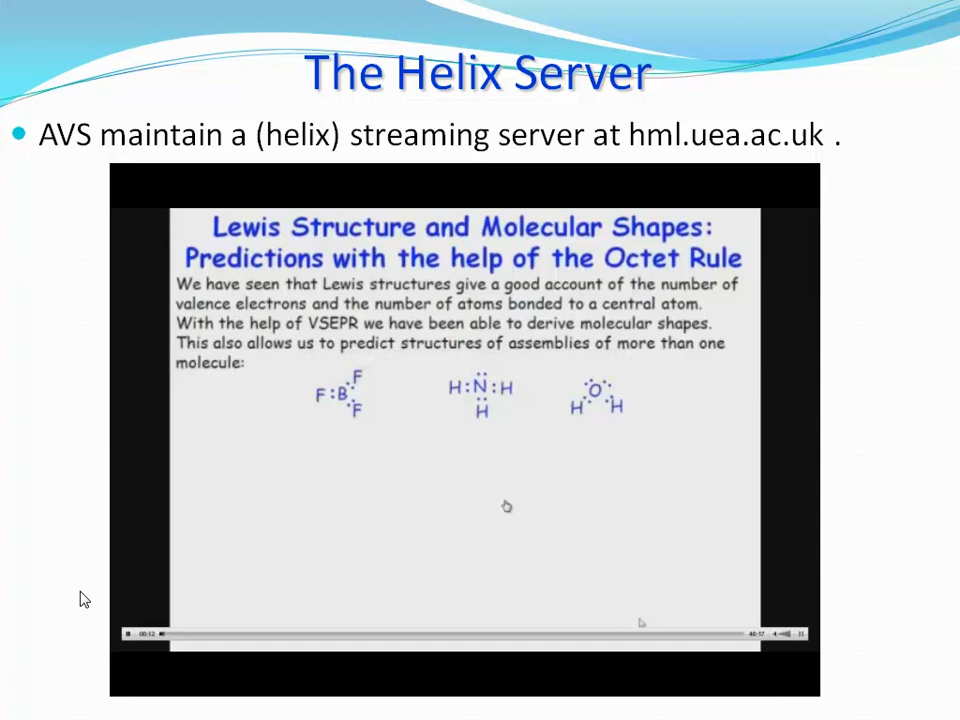 The Helix Server
AVS maintain a (helix) streaming server at hml.uea.ac.uk .
Lewis Structure and Molecular Shapes:
Predictions with the help of the Octet Rule
We have seen that Lewis structures give a good account of the number of
valence electrons and the number of atoms bonded to a central atom.
With the help of VSEPR we have been able to derive molecular shapes.
This also allows us to predict structures of assemblies of more than one
molecule:
F
F :B
F
H :N: H
H
O
H H
00:12